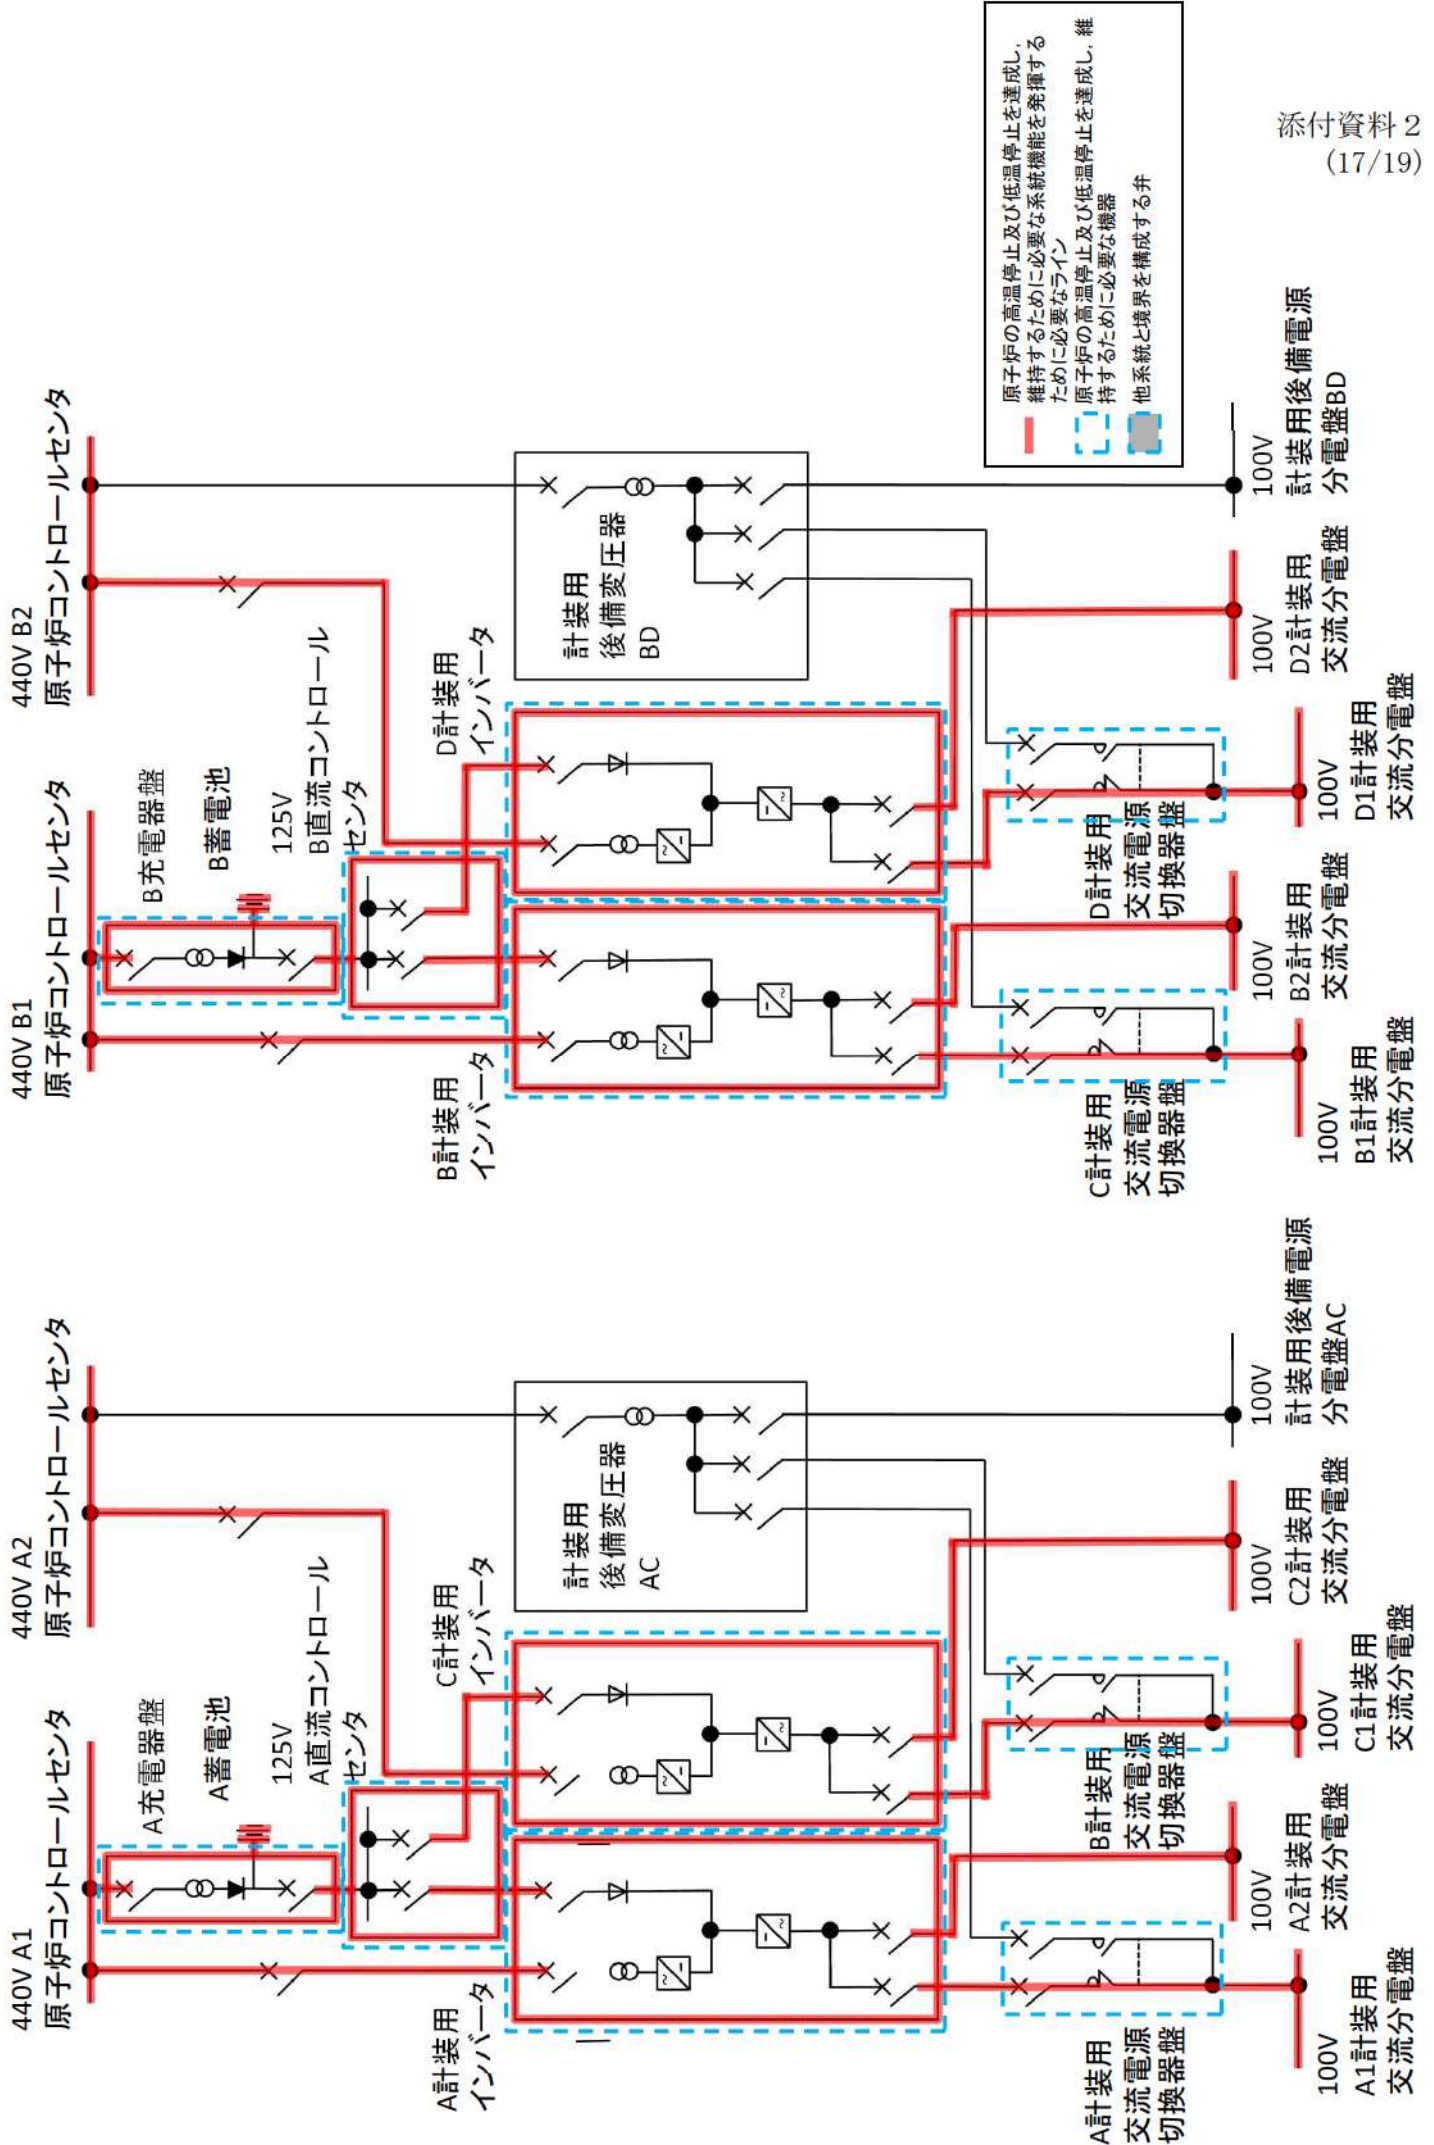 添付資料２
(17/19)
440V A1
原子炉コントロールセンタ
440V A2
原子炉コントロールセンタ
440V B1
原子炉コントロールセンタ
440V B2
原子炉コントロールセンタ
A充電器盤
A蓄電池
125V
A直流コントロール
センタ
B充電器盤
B蓄電池
125V
B直流コントロール
センタ
A計装用
インバータ
C計装用
インバータ
B計装用
インバータ
D計装用
インバータ
計装用
後備変圧器
AC
計装用
後備変圧器
BD
A計装用
交流電源
切換器盤
B計装用
交流電源
切換器盤
C計装用
交流電源
切換器盤
D計装用
交流電源
切換器盤
100V
A1計装用
交流分電盤
100V
A2計装用
交流分電盤
100V
C1計装用
交流分電盤
100V
C2計装用
交流分電盤
100V
計装用後備電源
分電盤AC
100V
B1計装用
交流分電盤
100V
B2計装用
交流分電盤
100V
D1計装用
交流分電盤
100V
D2計装用
交流分電盤
100V
計装用後備電源
分電盤BD
原子炉の高温停止及び低温停止を達成し，
維持するために必要な系統機能を発揮する
ために必要なライン
原子炉の高温停止及び低温停止を達成し，維
持するために必要な機器
他系統と境界を構成する弁